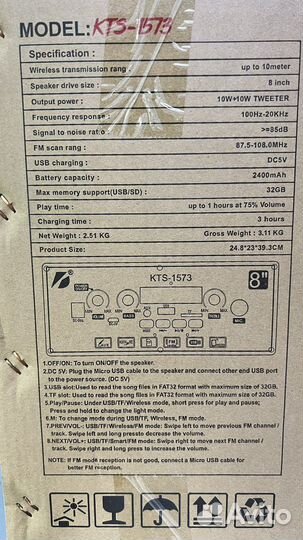 MODEL: KTS-1573
Specification :
Wireless transmission rang : up to 10meter
Speaker drive size : 8 inch
Output power : 10W+10W TWEETER
Frequency response : 100Hz-20KHz
Signal to noise ratio : >=85dB
FM scan rang : 87.5-108.0MHz
USB charging : DC5V
Battery capacity : 2400mAh
Max memory support(USB/SD) : 32GB
Play time : up to 1 hours at 75% Volume
Charging time : 3 hours
Net Weight : 2.51 KG Gross Weight : 3.11 KG
Product Size: 24.8*23*39.3CM
KTS-1573
8"
MIN MAX MIN MAX MIN MAX
VOLUME BASS TREBLE
MIC
1.OFF/ON: To turn ON/OFF the speaker.
2.DC 5V: Plug the Micro USB cable to the speaker and connect other end USB port
to the power source. (DC 5V)
3.USB slot:Used to read the song files in FAT32 format with maximum size of 32GB.
4.TF slot: Used to read the song files in FAT32 format with maximum size of 32GB.
5.Play/Pause: Under USB/TF/Wireless mode, short press for play and pause;
Press and hold to change the light mode.
6.M: To change mode during USB/TF, Wireless, FM mode.
7.PREV/VOL-: USB/TF/Wireless/FM mode: Swipe left to move previous FM channel /
track. Swipe left and long press to decrease the volume.
8.NEXT/VOL+: USB/TF/Smart/FM mode: Swipe right to move next FM channel /
track. Swipe right and long press to increase the volume.
NOTE: If FM mode reception is not good, connect a Micro USB cable for
better FM reception.
Avito